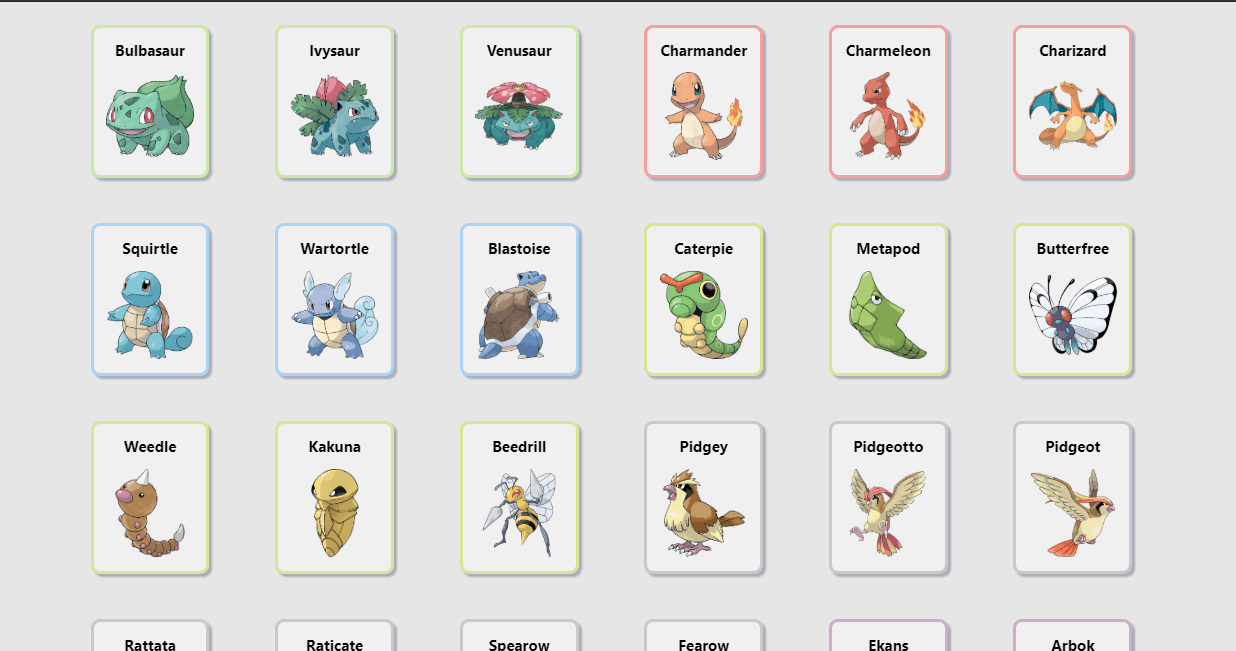 Bulbasaur Ivysaur Venusaur Charmander Charmeleon Charizard
Squirtle Wartortle Blastoise Caterpie Metapod Butterfree
Weedle Kakuna Beedrill Pidgey Pidgeotto Pidgeot
Rattata Raticate Spearow Fearow Ekans Arbok